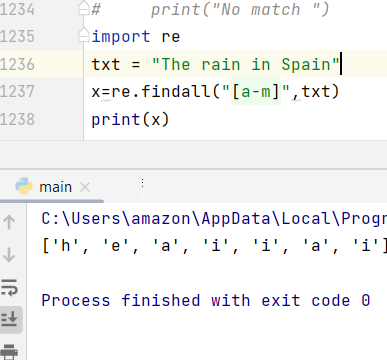 1234 #     print("No match ")
1235 import re
1236 txt = "The rain in Spain"
1237 x=re.findall("[a-m]",txt)
1238 print(x)
main
C:\Users\amazon\AppData\Local\Progr
['h', 'e', 'a', 'i', 'i', 'a', 'i']
Process finished with exit code 0